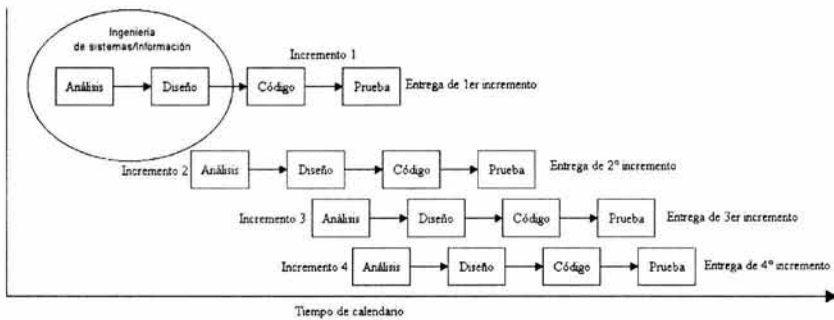 Ingeniería
de sistemas/Información
Incremento 1
Análisis Diseño Código Prueba Entrega de 1er incremento
Incremento 2 Análisis Diseño Código Prueba Entrega de 2º incremento
Incremento 3 Análisis Diseño Código Prueba Entrega de 3er incremento
Incremento 4 Análisis Diseño Código Prueba Entrega de 4º incremento
Tiempo de calendario